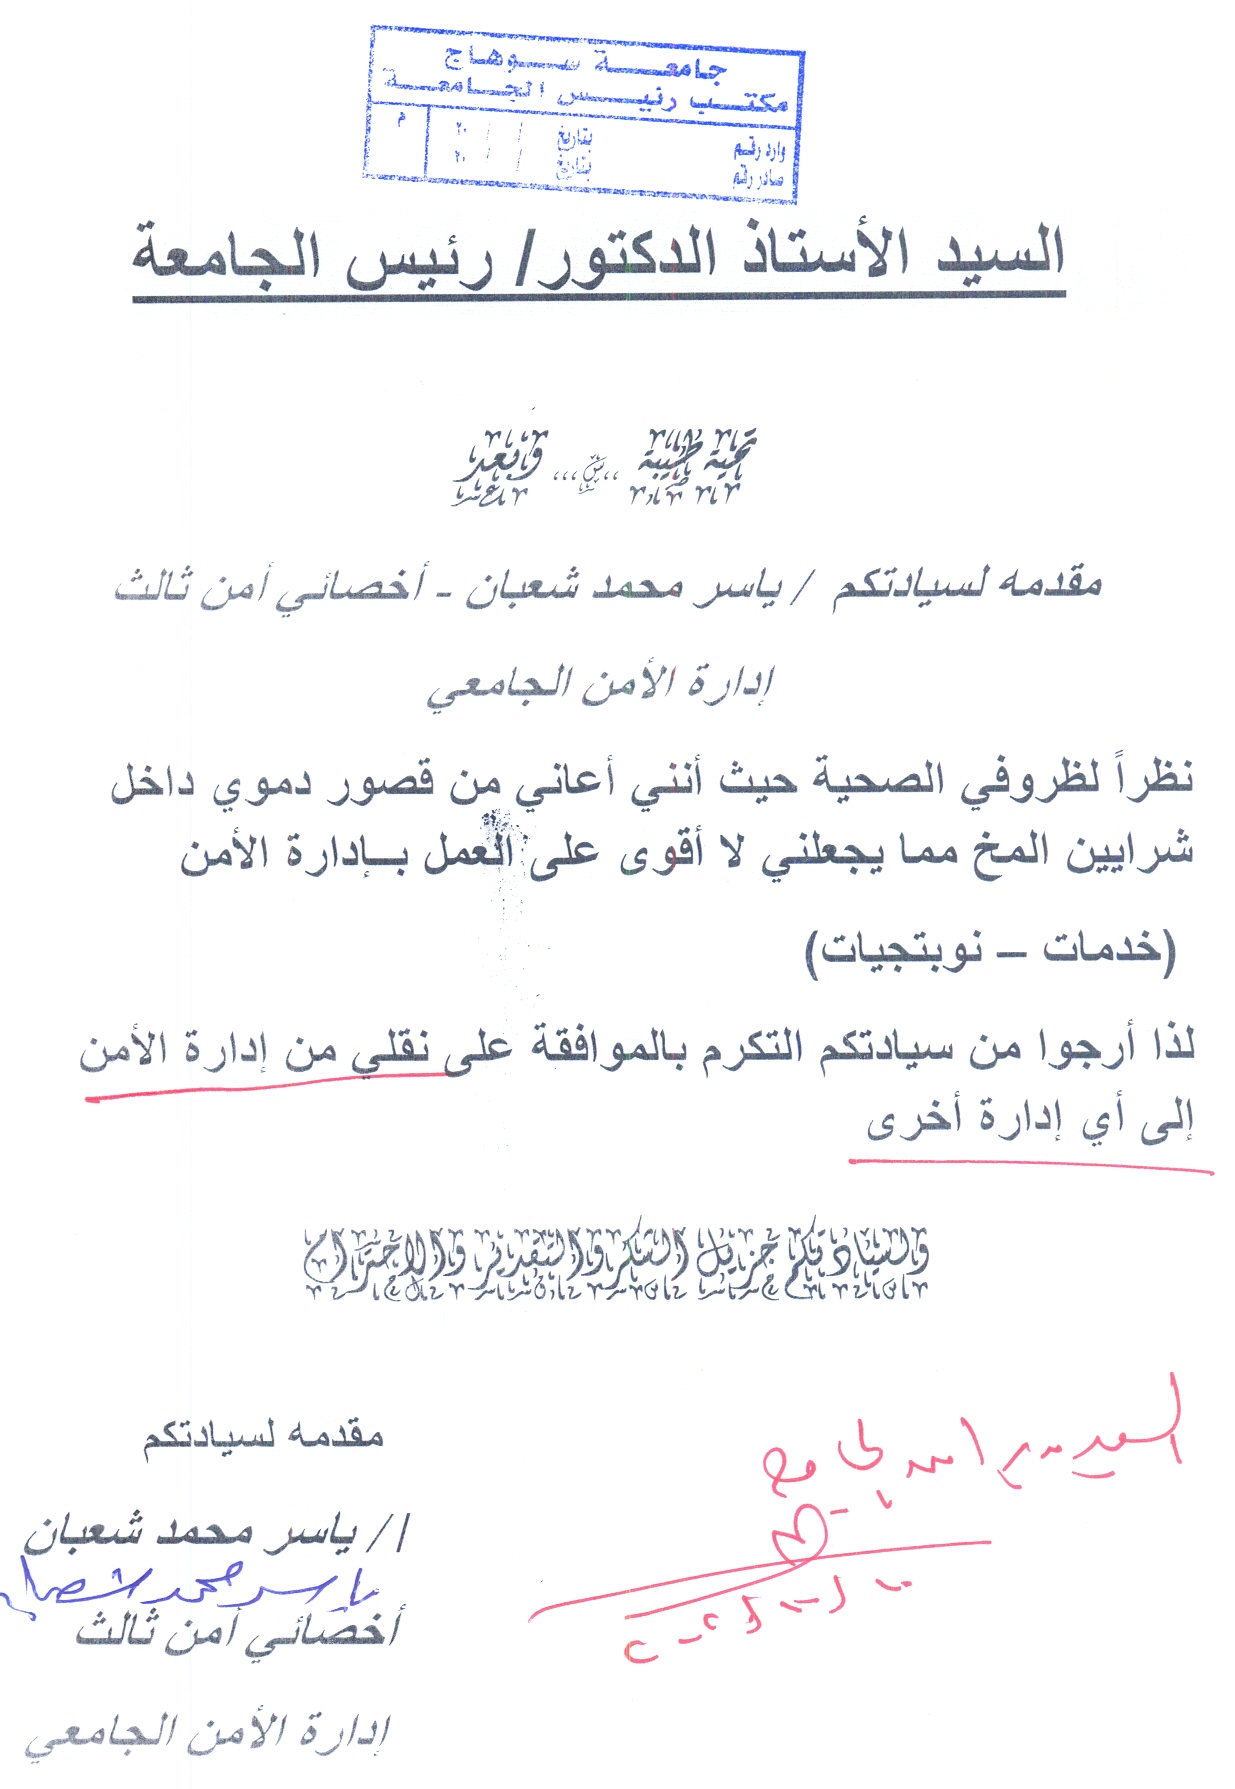 جامعة سوهاج
مكتب رئيس الجامعة
وارد رقم بتاريخ / / ٢٠ م
صادر رقم بتاريخ / / ٢٠
السيد الأستاذ الدكتور/ رئيس الجامعة
تحية طيبة ،،،، وبعد
مقدمه لسيادتكم / ياسر محمد شعبان - أخصائي أمن ثالث
إدارة الأمن الجامعي
نظراً لظروفي الصحية حيث أنني أعاني من قصور دموي داخل
شرايين المخ مما يجعلني لا أقوى على العمل بإدارة الأمن
(خدمات – نوبتجيات)
لذا أرجوا من سيادتكم التكرم بالموافقة على نقلي من إدارة الأمن
إلى أي إدارة أخرى
ولسيادتكم جزيل الشكر والتقدير والاحترام
مقدمه لسيادتكم
ا/ ياسر محمد شعبان
ياسر محمد شعبان
أخصائي أمن ثالث
إدارة الأمن الجامعي
السيد مدير امن الجامعة